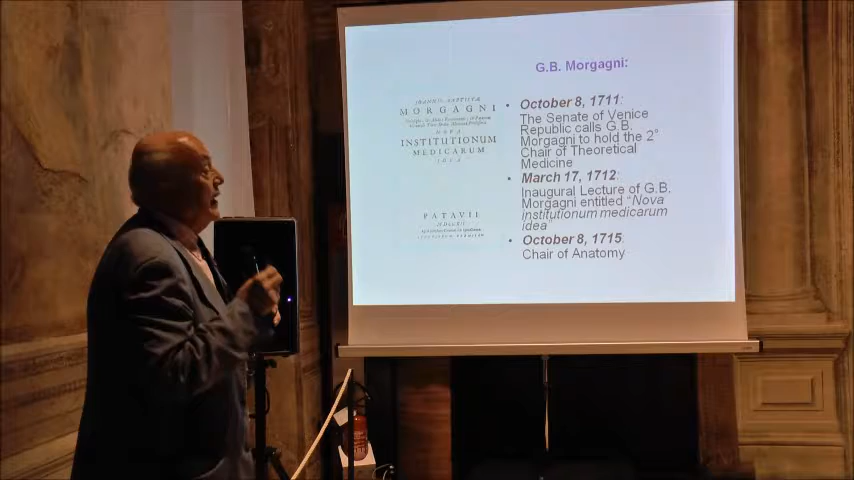 G.B. Morgagni:
MORGAGNI
NOVA
INSTITUTIONUM
MEDICARUM
IDEA
PATAVII
• October 8, 1711:
The Senate of Venice
Republic calls G.B.
Morgagni to hold the 2°
Chair of Theoretical
Medicine
• March 17, 1712:
Inaugural Lecture of G.B.
Morgagni entitled "Nova
institutionum medicarum
idea"
• October 8, 1715:
Chair of Anatomy